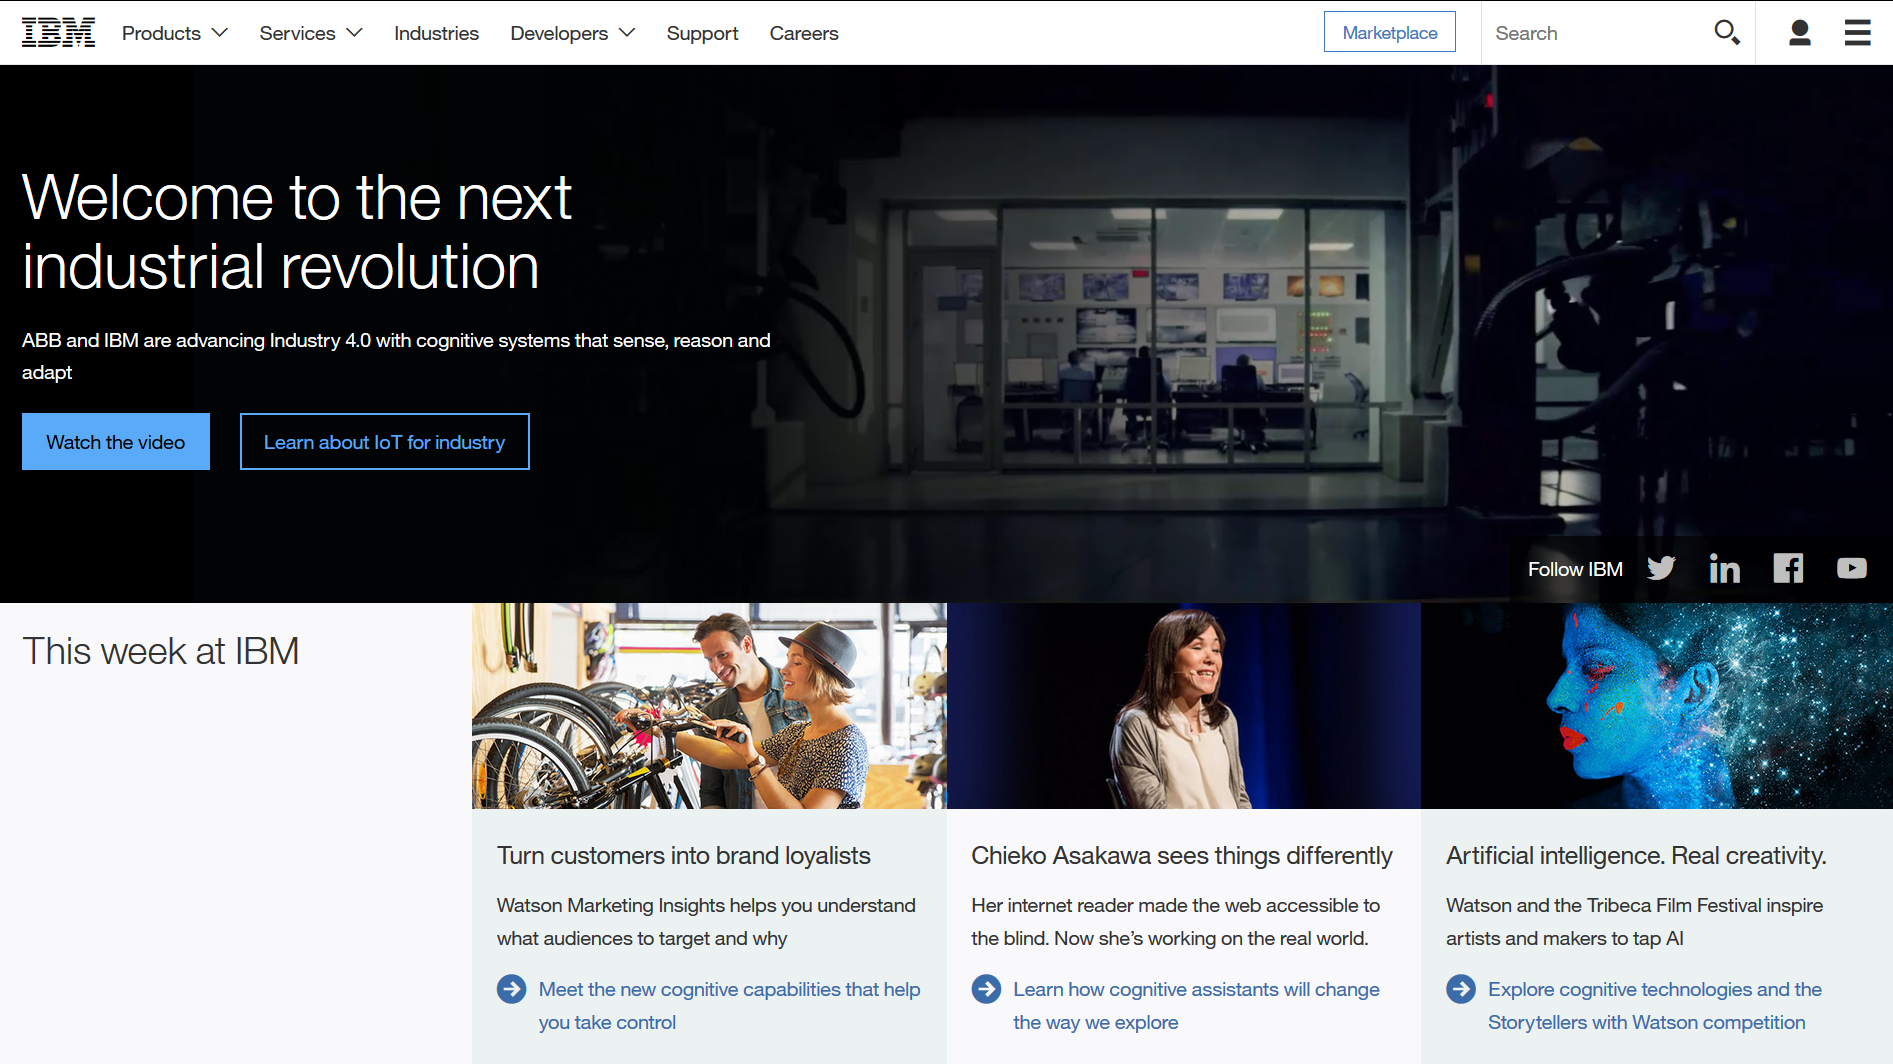 IBM Products Services Industries Developers Support Careers Marketplace Search
Welcome to the next
industrial revolution
ABB and IBM are advancing Industry 4.0 with cognitive systems that sense, reason and
adapt
Watch the video Learn about IoT for industry
Follow IBM
This week at IBM
Turn customers into brand loyalists
Watson Marketing Insights helps you understand
what audiences to target and why
Meet the new cognitive capabilities that help
you take control
Chieko Asakawa sees things differently
Her internet reader made the web accessible to
the blind. Now she’s working on the real world.
Learn how cognitive assistants will change
the way we explore
Artificial intelligence. Real creativity.
Watson and the Tribeca Film Festival inspire
artists and makers to tap AI
Explore cognitive technologies and the
Storytellers with Watson competition